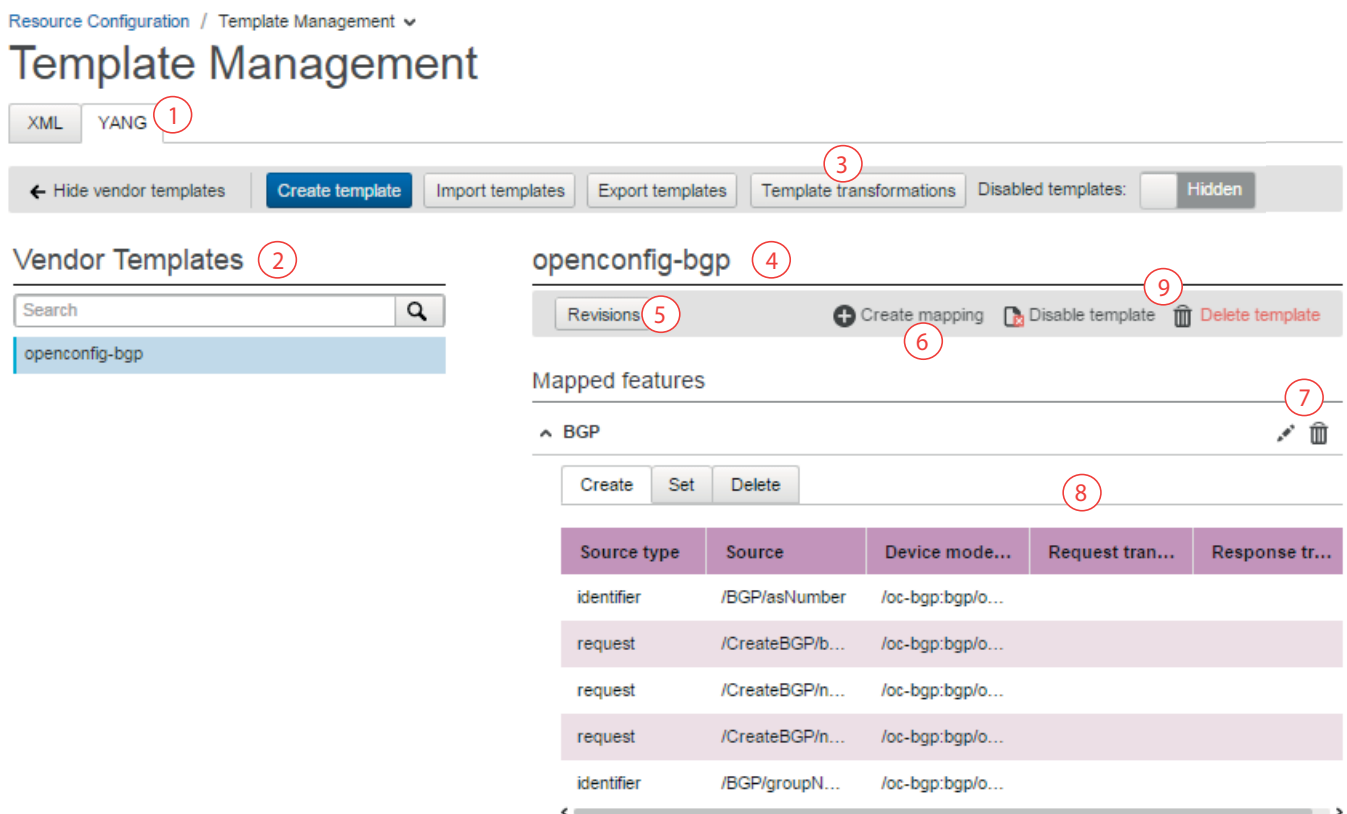 Resource Configuration / Template Management
Template Management
XML YANG 1
3
Hide vendor templates Create template Import templates Export templates Template transformations Disabled templates: Hidden
Vendor Templates 2
Search
openconfig-bgp
openconfig-bgp 4
9
Revisions 5 Create mapping Disable template Delete template
6
Mapped features
7
BGP
Create Set Delete
8
Source type Source Device mode... Request tran... Response tr...
identifier /BGP/asNumber /oc-bgp:bgp/o...
request /CreateBGP/b... /oc-bgp:bgp/o...
request /CreateBGP/n... /oc-bgp:bgp/o...
request /CreateBGP/n... /oc-bgp:bgp/o...
identifier /BGP/groupN... /oc-bgp:bgp/o...